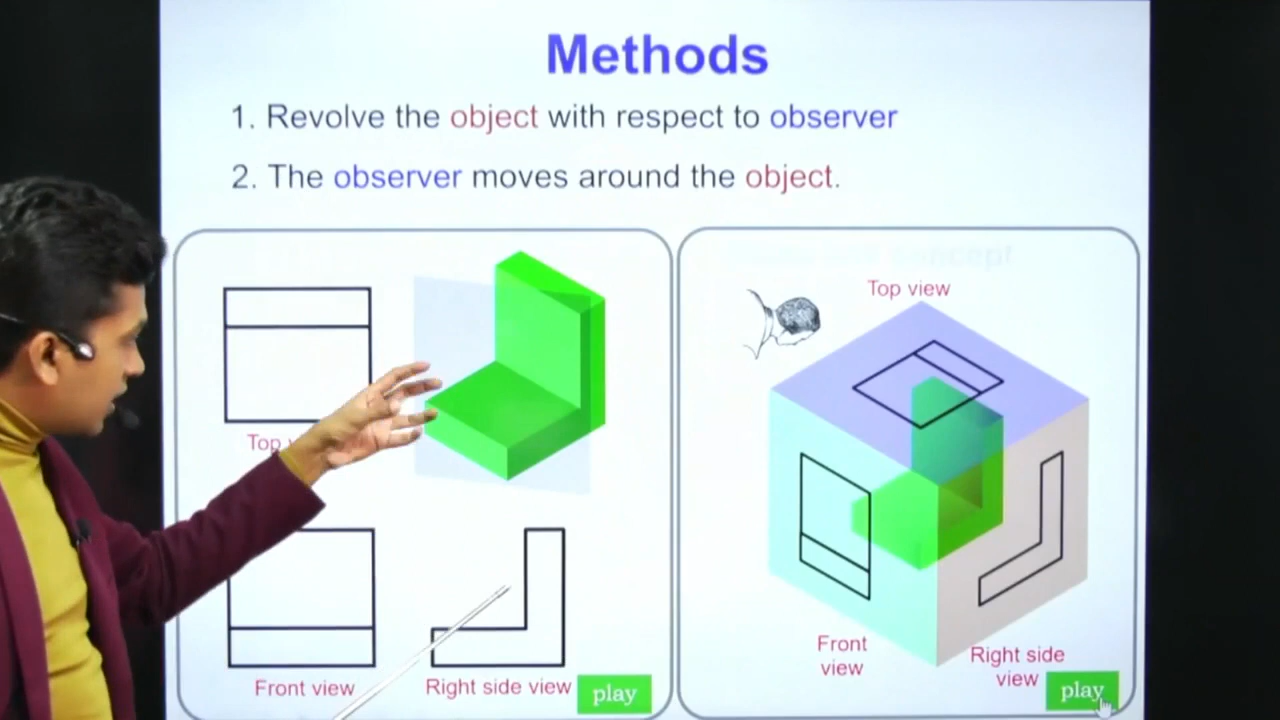 Methods
1. Revolve the object with respect to observer
2. The observer moves around the object.
Top
Front view
Right side view
play
Top view
Front
view
Right side
view
play